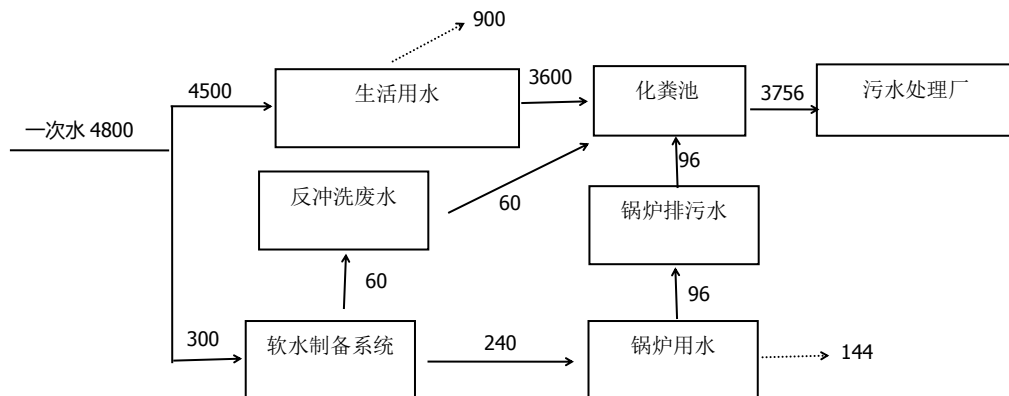 900
4500
生活用水
3600
化粪池
3756
污水处理厂
一次水 4800
反冲洗废水
60
96
锅炉排污水
60
96
300
软水制备系统
240
锅炉用水
144